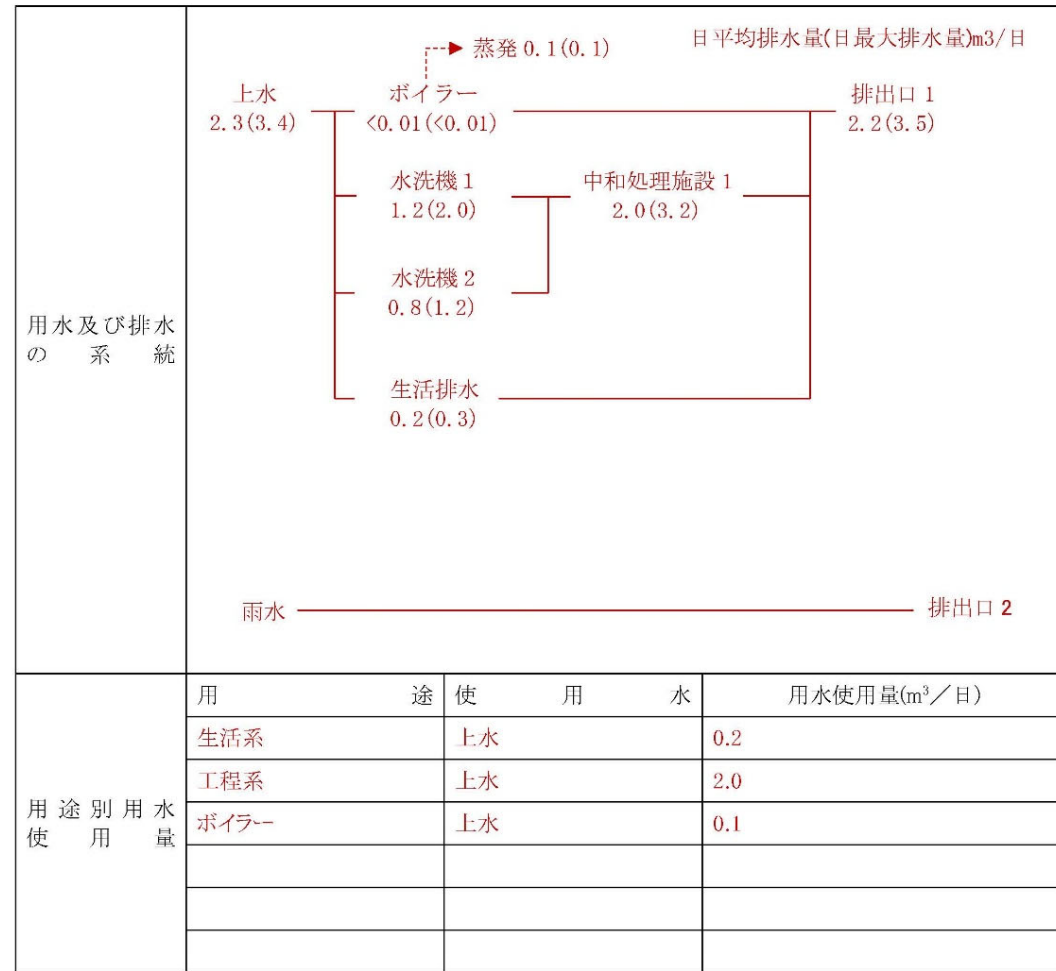 日平均排水量(日最大排水量)m3/日
蒸発 0.1(0.1)
上水
2.3(3.4)
ボイラー
<0.01(<0.01)
排出口 1
2.2(3.5)
水洗機 1
1.2(2.0)
中和処理施設 1
2.0(3.2)
水洗機 2
0.8(1.2)
用水及び排水
の系統
生活排水
0.2(0.3)
雨水
排出口 2
用途 使用水 用水使用量(m³/日)
生活系 上水 0.2
工程系 上水 2.0
ボイラー 上水 0.1
用途別用水
使用量